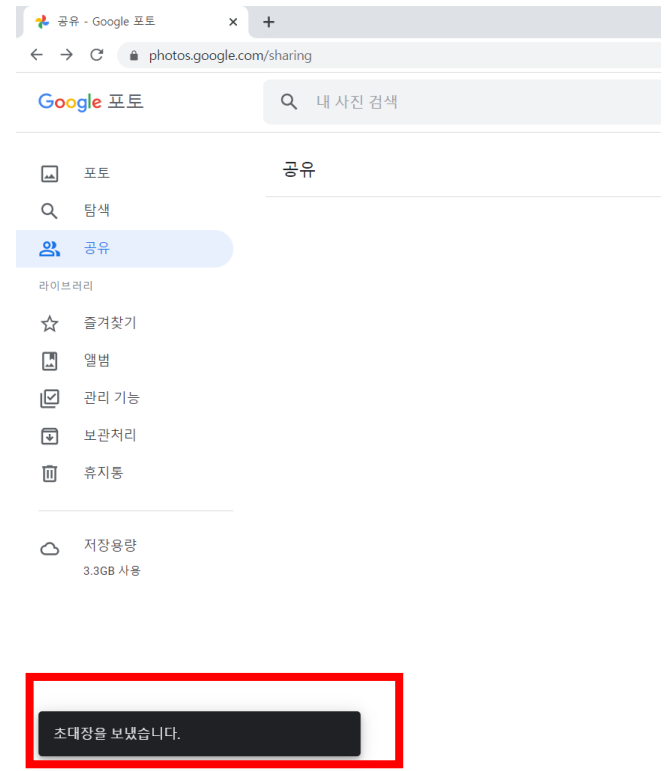 공유 - Google 포토
photos.google.com/sharing
Google 포토
내 사진 검색
공유
포토
탐색
공유
라이브러리
즐겨찾기
앨범
관리 기능
보관처리
휴지통
저장용량
3.3GB 사용
초대장을 보냈습니다.